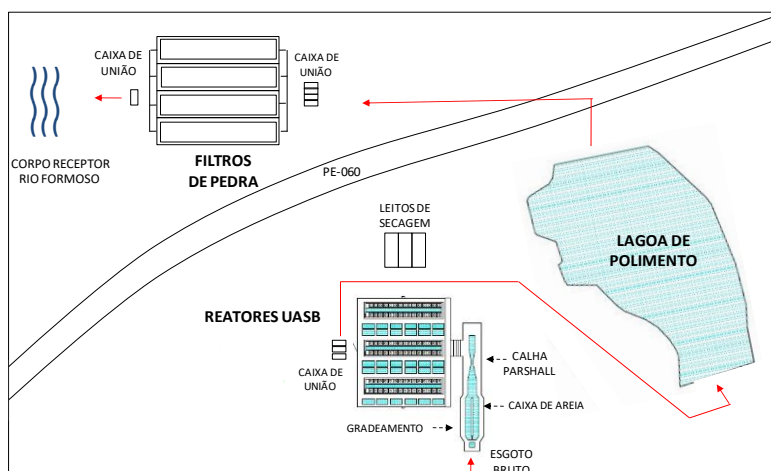 CAIXA DE
UNIÃO
CAIXA DE
UNIÃO
CORPO RECEPTOR
RIO FORMOSO
FILTROS
DE PEDRA
PE-060
LEITOS DE
SECAGEM
LAGOA DE
POLIMENTO
REATORES UASB
CAIXA DE
UNIÃO
CALHA
PARSHALL
CAIXA DE AREIA
GRADEAMENTO
ESGOTO
BRUTO